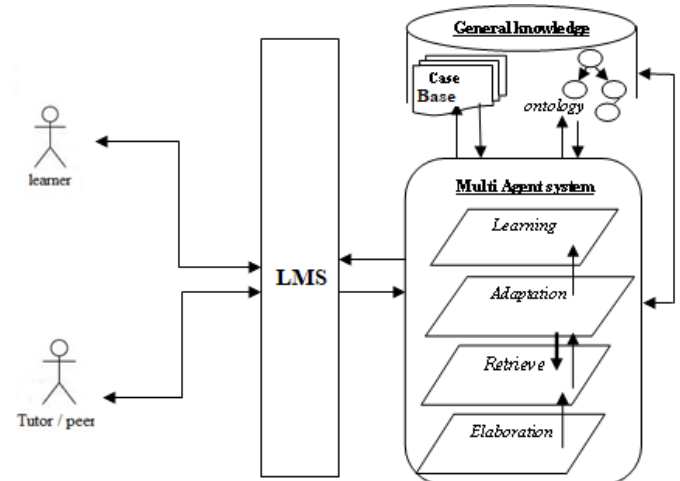 General knowledge
Case
Base
ontology
learner
LMS
Multi Agent system
Learning
Adaptation
Retrieve
Elaboration
Tutor / peer